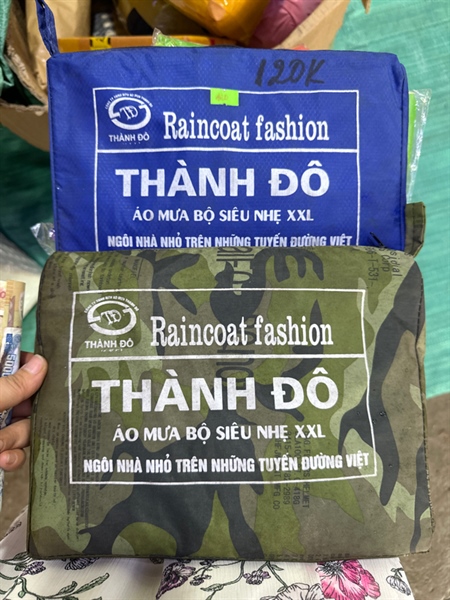 120K
THÀNH ĐÔ
Raincoat fashion
THÀNH ĐÔ
ÁO MƯA BỘ SIÊU NHẸ XXL
NGÔI NHÀ NHỎ TRÊN NHỮNG TUYẾN ĐƯỜNG VIỆT
THÀNH ĐÔ
Raincoat fashion
THÀNH ĐÔ
ÁO MƯA BỘ SIÊU NHẸ XXL
NGÔI NHÀ NHỎ TRÊN NHỮNG TUYẾN ĐƯỜNG VIỆT